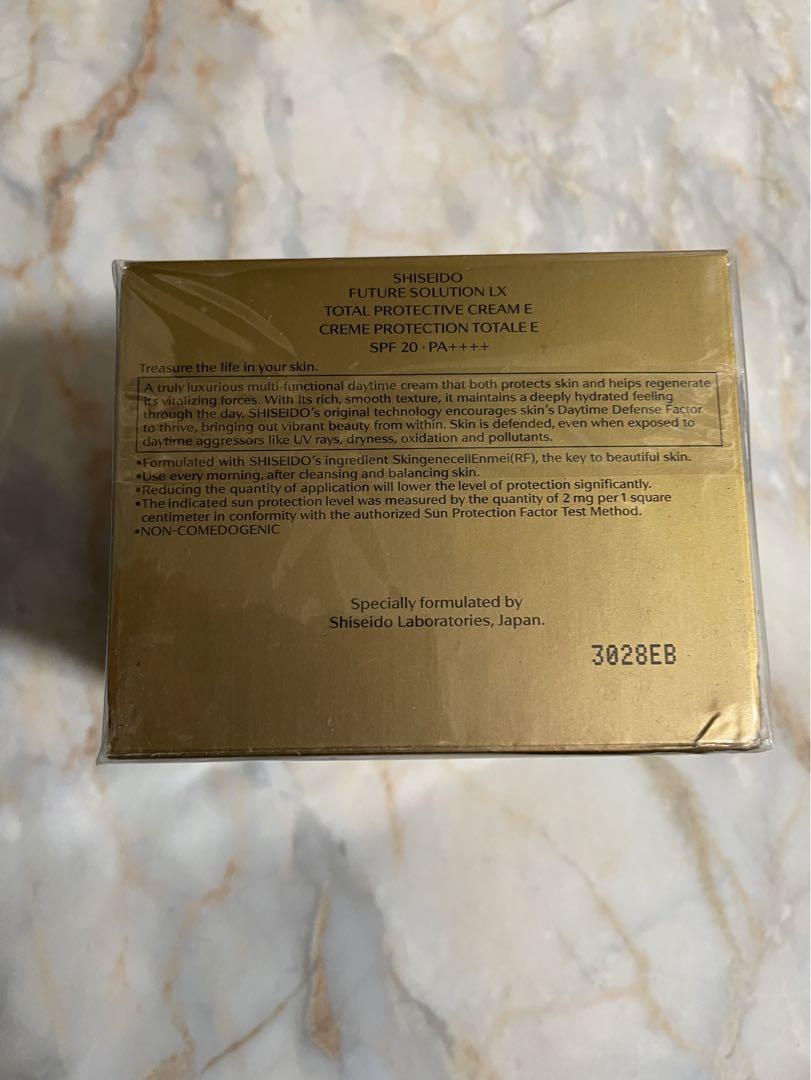 SHISEIDO
FUTURE SOLUTION LX
TOTAL PROTECTIVE CREAM E
CREME PROTECTION TOTALE E
SPF 20 · PA++++
Treasure the life in your skin.
A truly luxurious multi-functional daytime cream that both protects skin and helps regenerate
its vitalizing forces. With its rich, smooth texture, it maintains a deeply hydrated feeling
through the day. SHISEIDO's original technology encourages skin's Daytime Defense Factor
to thrive, bringing out vibrant beauty from within. Skin is defended, even when exposed to
daytime aggressors like UV rays, dryness, oxidation and pollutants.
•Formulated with SHISEIDO's ingredient SkingenecellEnmei(RF), the key to beautiful skin.
•Use every morning, after cleansing and balancing skin.
•Reducing the quantity of application will lower the level of protection significantly.
•The indicated sun protection level was measured by the quantity of 2 mg per 1 square
centimeter in conformity with the authorized Sun Protection Factor Test Method.
•NON-COMEDOGENIC
Specially formulated by
Shiseido Laboratories, Japan.
3028EB